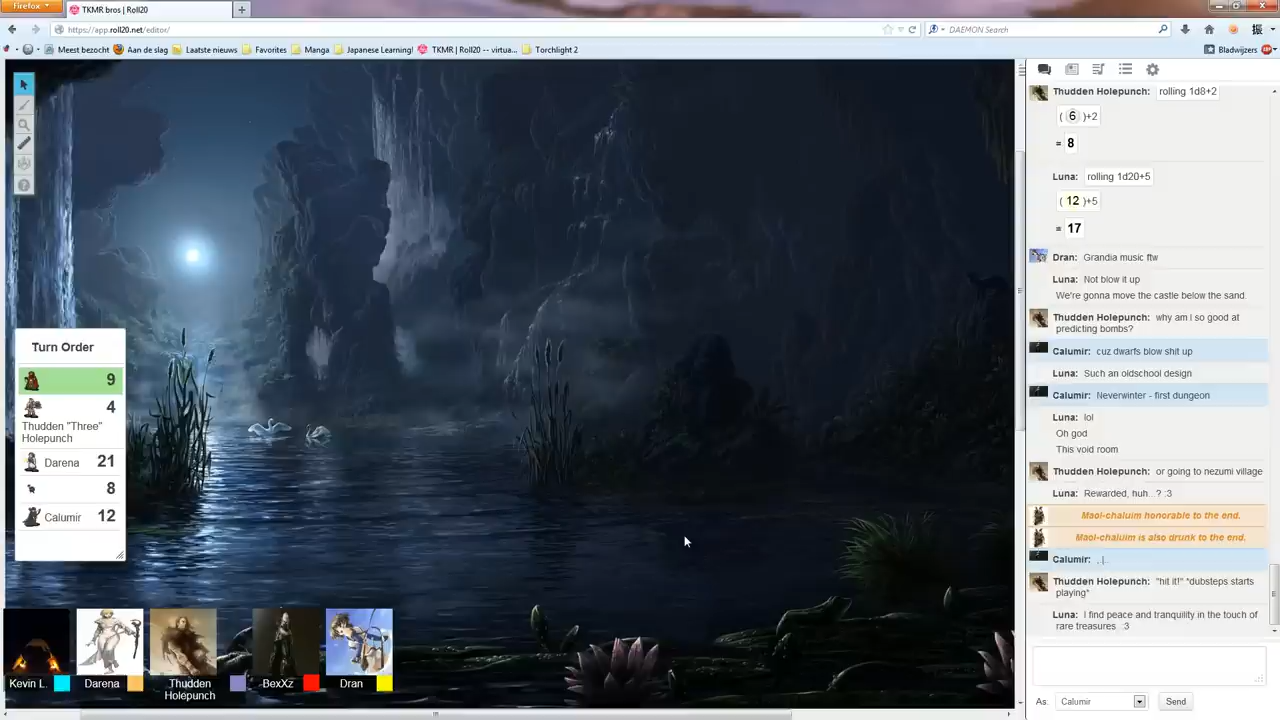 Firefox
TKMR bros | Roll20
https://app.roll20.net/editor/
DAEMON Search
Meest bezocht
Aan de slag
Laatste nieuws
Favorites
Manga
Japanese Learning!
TKMR | Roll20 -- virtua...
Torchlight 2
Bladwijzers
Thudden Holepunch: rolling 1d8+2
( 6 )+2
= 8
Luna: rolling 1d20+5
( 12 )+5
= 17
Dran: Grandia music ftw
Luna: Not blow it up
We're gonna move the castle below the sand
Thudden Holepunch: why am i so good at
predicting bombs?
Calumir: cuz dwarfs blow shit up
Luna: Such an oldschool design
Calumir: Neverwinter - first dungeon
Luna: lol
Oh god
This void room
Thudden Holepunch: or going to nezumi village
Luna: Rewarded, huh...? :3
Maol-chaluim honorable to the end.
Maol-chaluim is also drunk to the end.
Calumir: ,.|..
Thudden Holepunch: "hit it!" *dubsteps starts
playing*
Luna: I find peace and tranquility in the touch of
rare treasures :3
As: Calumir
Send
Turn Order
9
4
Thudden "Three"
Holepunch
Darena 21
8
Calumir 12
Kevin L.
Darena
Thudden
Holepunch
BexXz
Dran